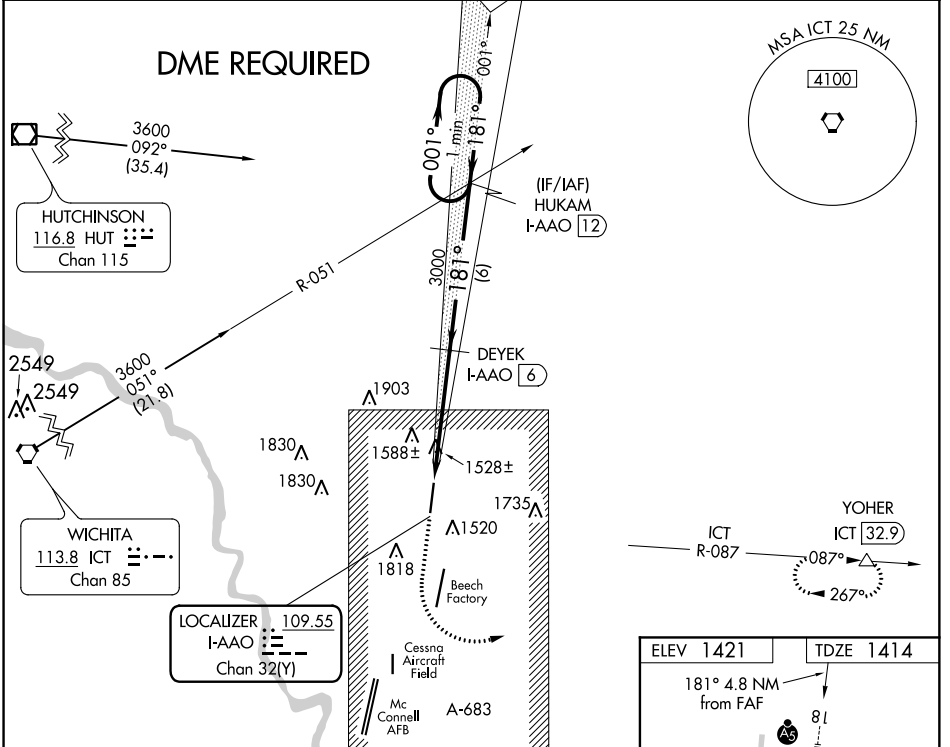 DME REQUIRED
MSA ICT 25 NM
4100
3600
092°
(35.4)
HUTCHINSON
116.8 HUT
Chan 115
001°
1 min
181°
001°
(IF/IAF)
HUKAM
I-AAO 12
R-051
3000
181°
(6)
DEYEK
I-AAO 6
3600
051°
(21.8)
2549
2549
1903
1830
1830
1588±
1528±
1735
1520
1818
WICHITA
113.8 ICT
Chan 85
YOHER
ICT 32.9
ICT
R-087
087°
267°
Beech
Factory
LOCALIZER 109.55
I-AAO
Chan 32(Y)
Cessna
Aircraft
Field
Mc
Connell
AFB
A-683
ELEV 1421
TDZE 1414
181° 4.8 NM
from FAF
18
A5